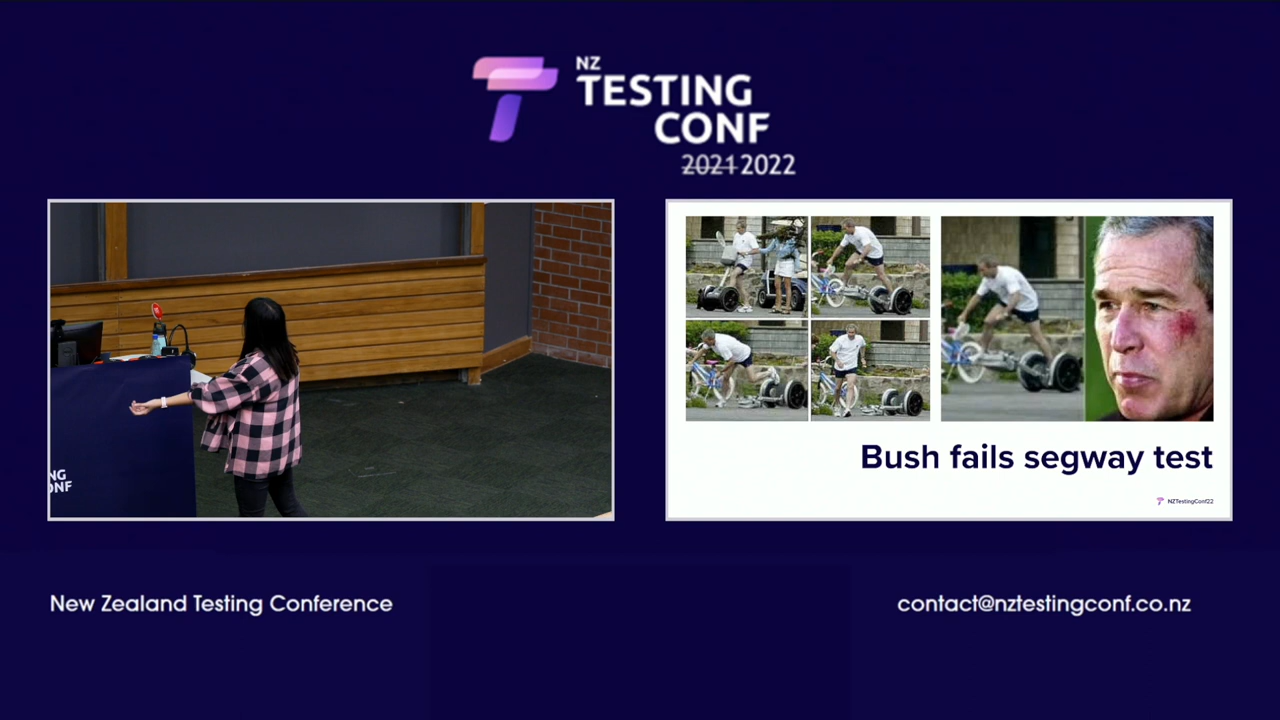 NZ
TESTING
CONF
2021 2022
NG
ONF
Bush fails segway test
NZTestingConf22
New Zealand Testing Conference
contact@nztestingconf.co.nz